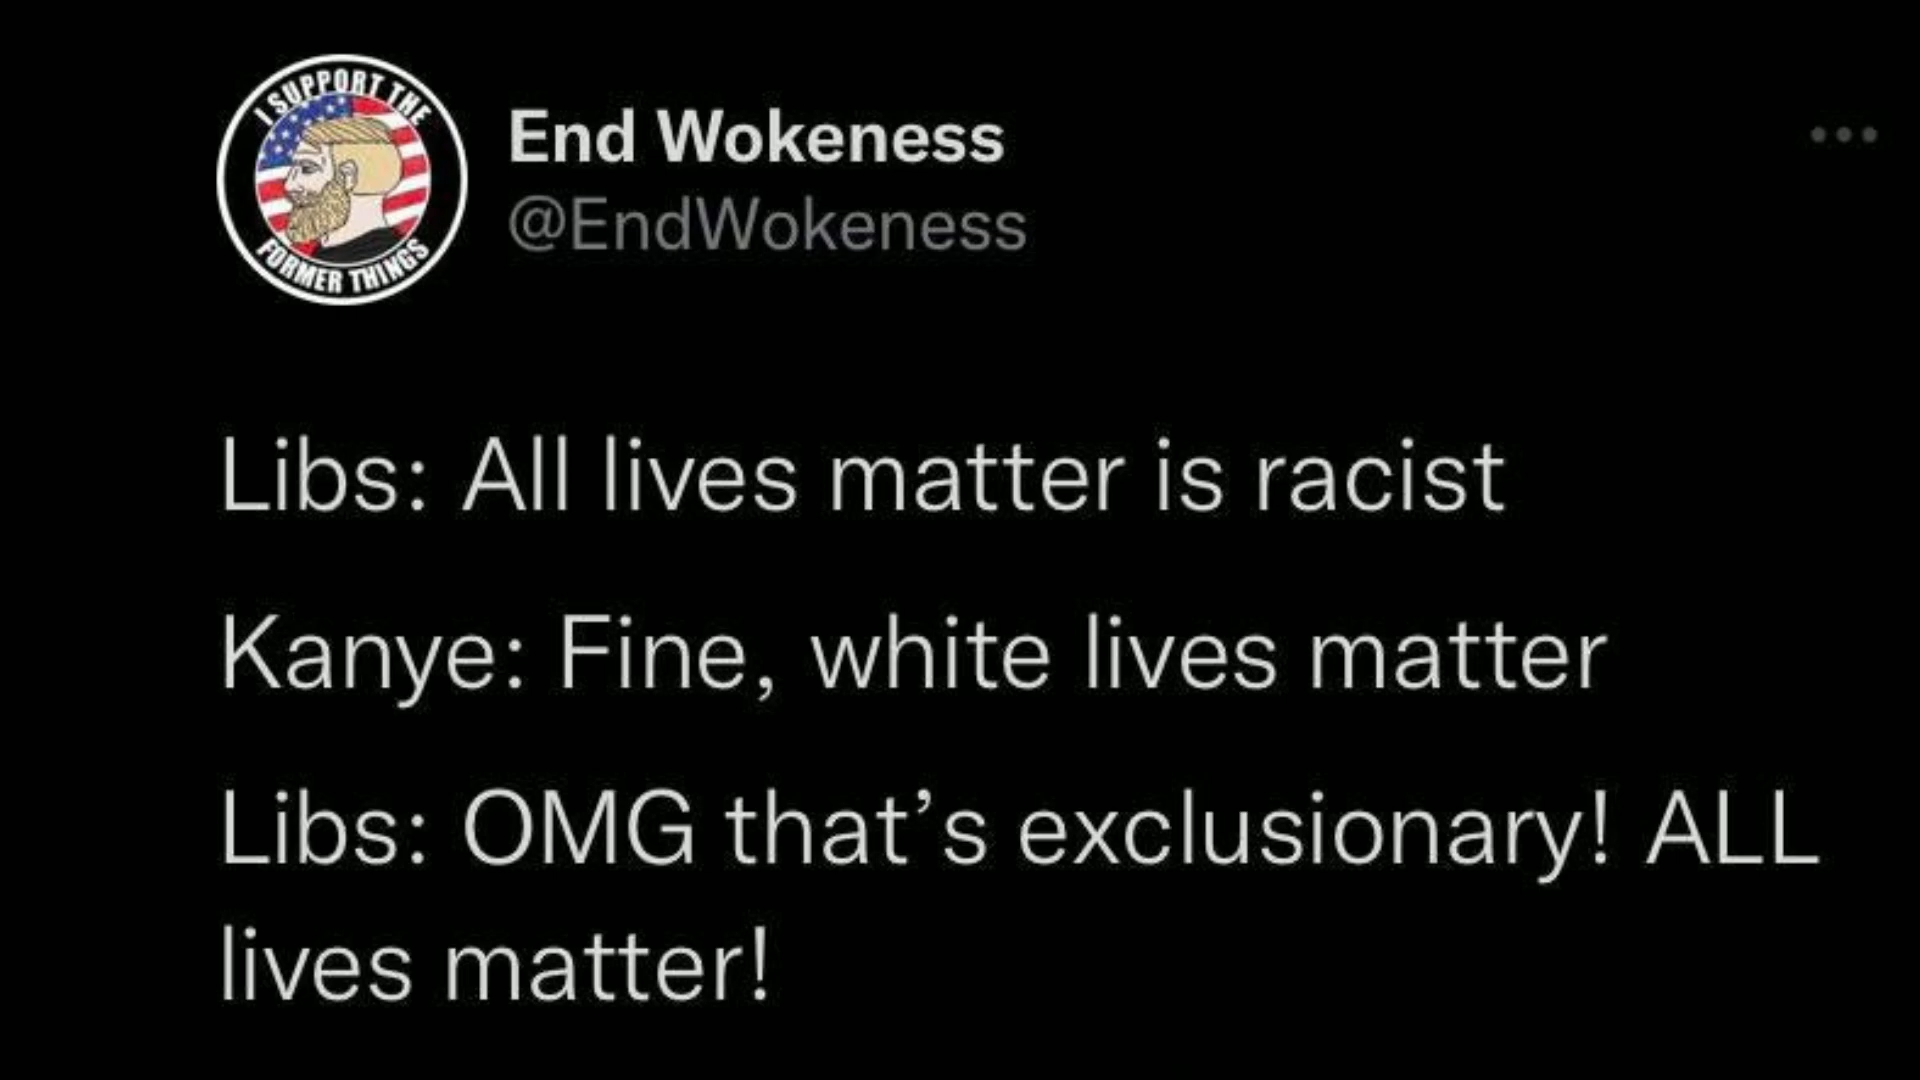 I SUPPORT THE
FORMER THINGS
End Wokeness
@EndWokeness
Libs: All lives matter is racist
Kanye: Fine, white lives matter
Libs: OMG that’s exclusionary! ALL
lives matter!